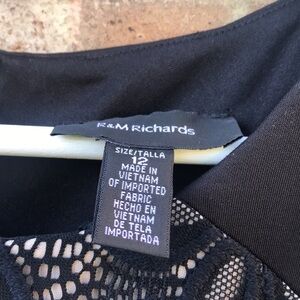 R&M Richards
SIZE/TALLA
12
MADE IN
VIETNAM
OF IMPORTED
FABRIC
HECHO EN
VIETNAM
DE TELA
IMPORTADA